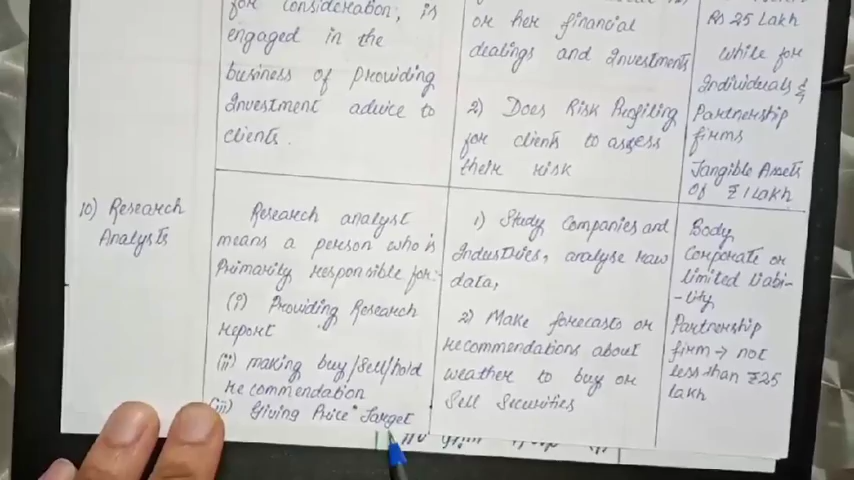 for consideration, is
engaged in the
business of providing
Investment advice to
clients.
or her financial
dealings and Investments
2) Does Risk Profiling
for clients to assess
their risk
Rs 25 Lakh
while for
Individuals &
Partnership
firms
Tangible Assets
of ₹ 1 Lakh
10) Research
Analysts
Research analyst
means a person who is
Primarily responsible for:-
(i) Providing Research
report
(ii) making buy/sell/hold
recommendation
(iii) Giving Price Target
1) Study Companies and
Industries, analyse raw
data,
2) Make forecasts or
recommendations about
weather to buy or
Sell Securities
Body
Corporate or
limited liabi-
-lity
Partnership
firm → not
less than ₹25
lakh